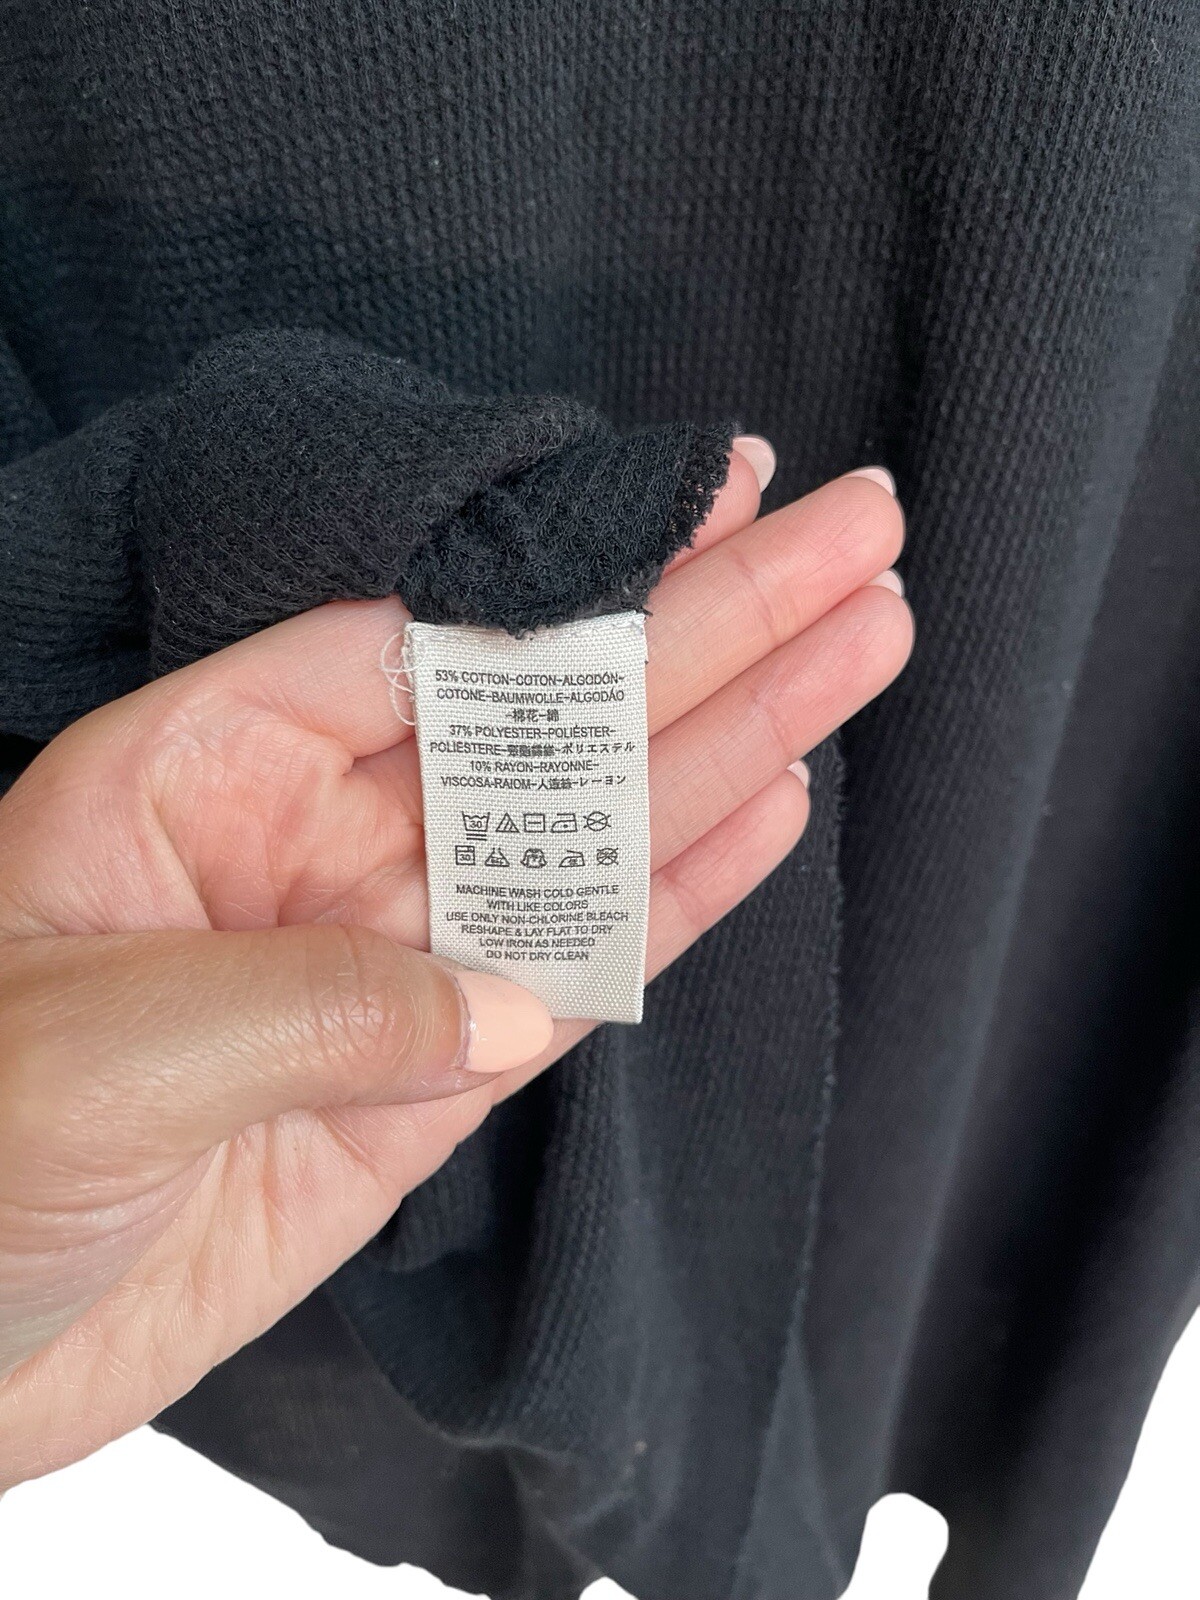 53% COTTON-COTON-ALGODÓN-
COTONE-BAUMWOLLE-ALGODÃO
-棉花-綿
37% POLYESTER-POLIÉSTER-
POLIESTERE-聚酯纖維-ポリエステル
10% RAYON-RAYONNE-
VISCOSA-RAIOM-人造絲-レーヨン
30
30
MACHINE WASH COLD GENTLE
WITH LIKE COLORS
USE ONLY NON-CHLORINE BLEACH
RESHAPE & LAY FLAT TO DRY
LOW IRON AS NEEDED
DO NOT DRY CLEAN